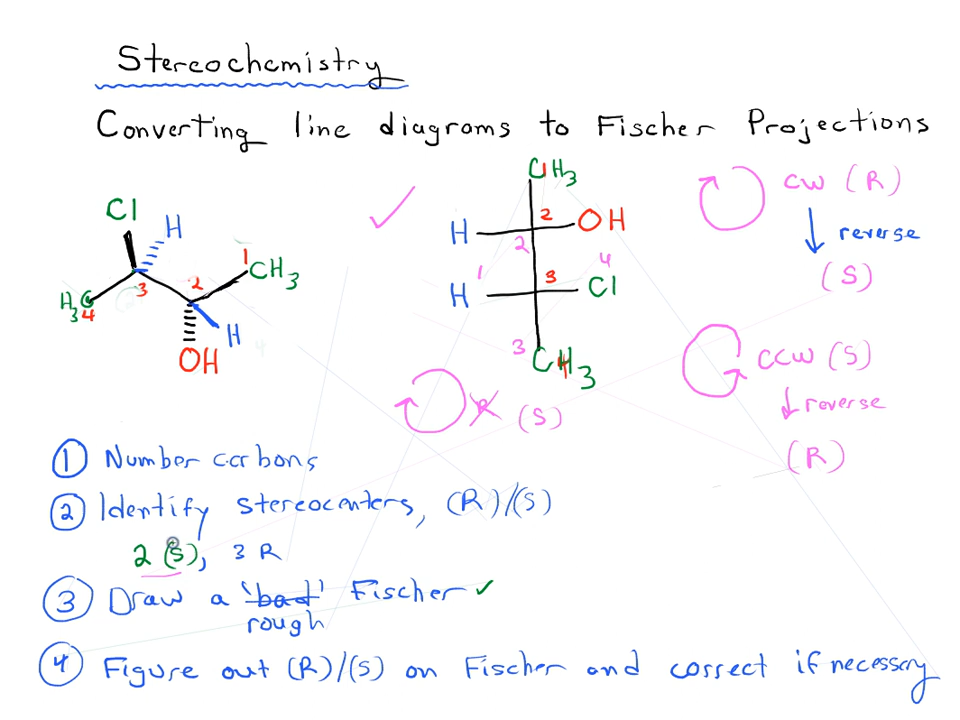 Stereochemistry
Converting line diagrams to Fischer Projections
Cl
H
1
CH3
2
3
H3C
4
H
OH
CH3
2
H
OH
2
3
4
1
H
Cl
3
CH3
4
R (S)
CW (R)
reverse
(S)
CCW (S)
reverse
(R)
1 Number carbons
2 Identify stereocenters, (R)/(S)
2 (S), 3 R
3 Draw a 'bad' Fischer ✓
rough
4 Figure out (R)/(S) on Fischer and correct if necessary